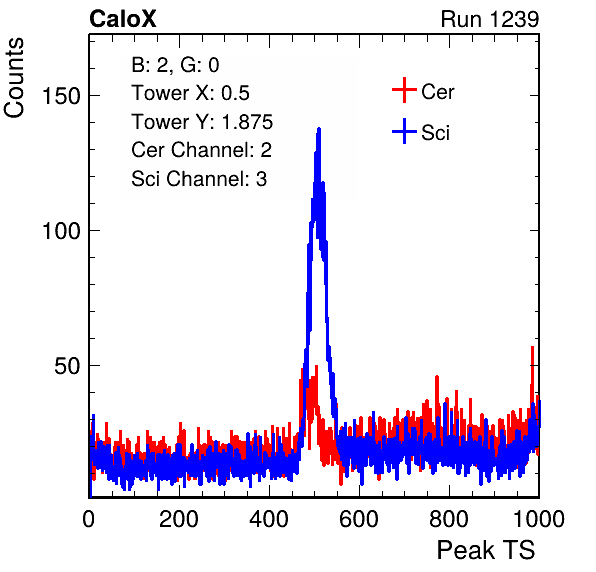 CaloX Run 1239
Counts
B: 2, G: 0
Tower X: 0.5
Tower Y: 1.875
Cer Channel: 2
Sci Channel: 3
Cer
Sci
150
100
50
0 200 400 600 800 1000
Peak TS